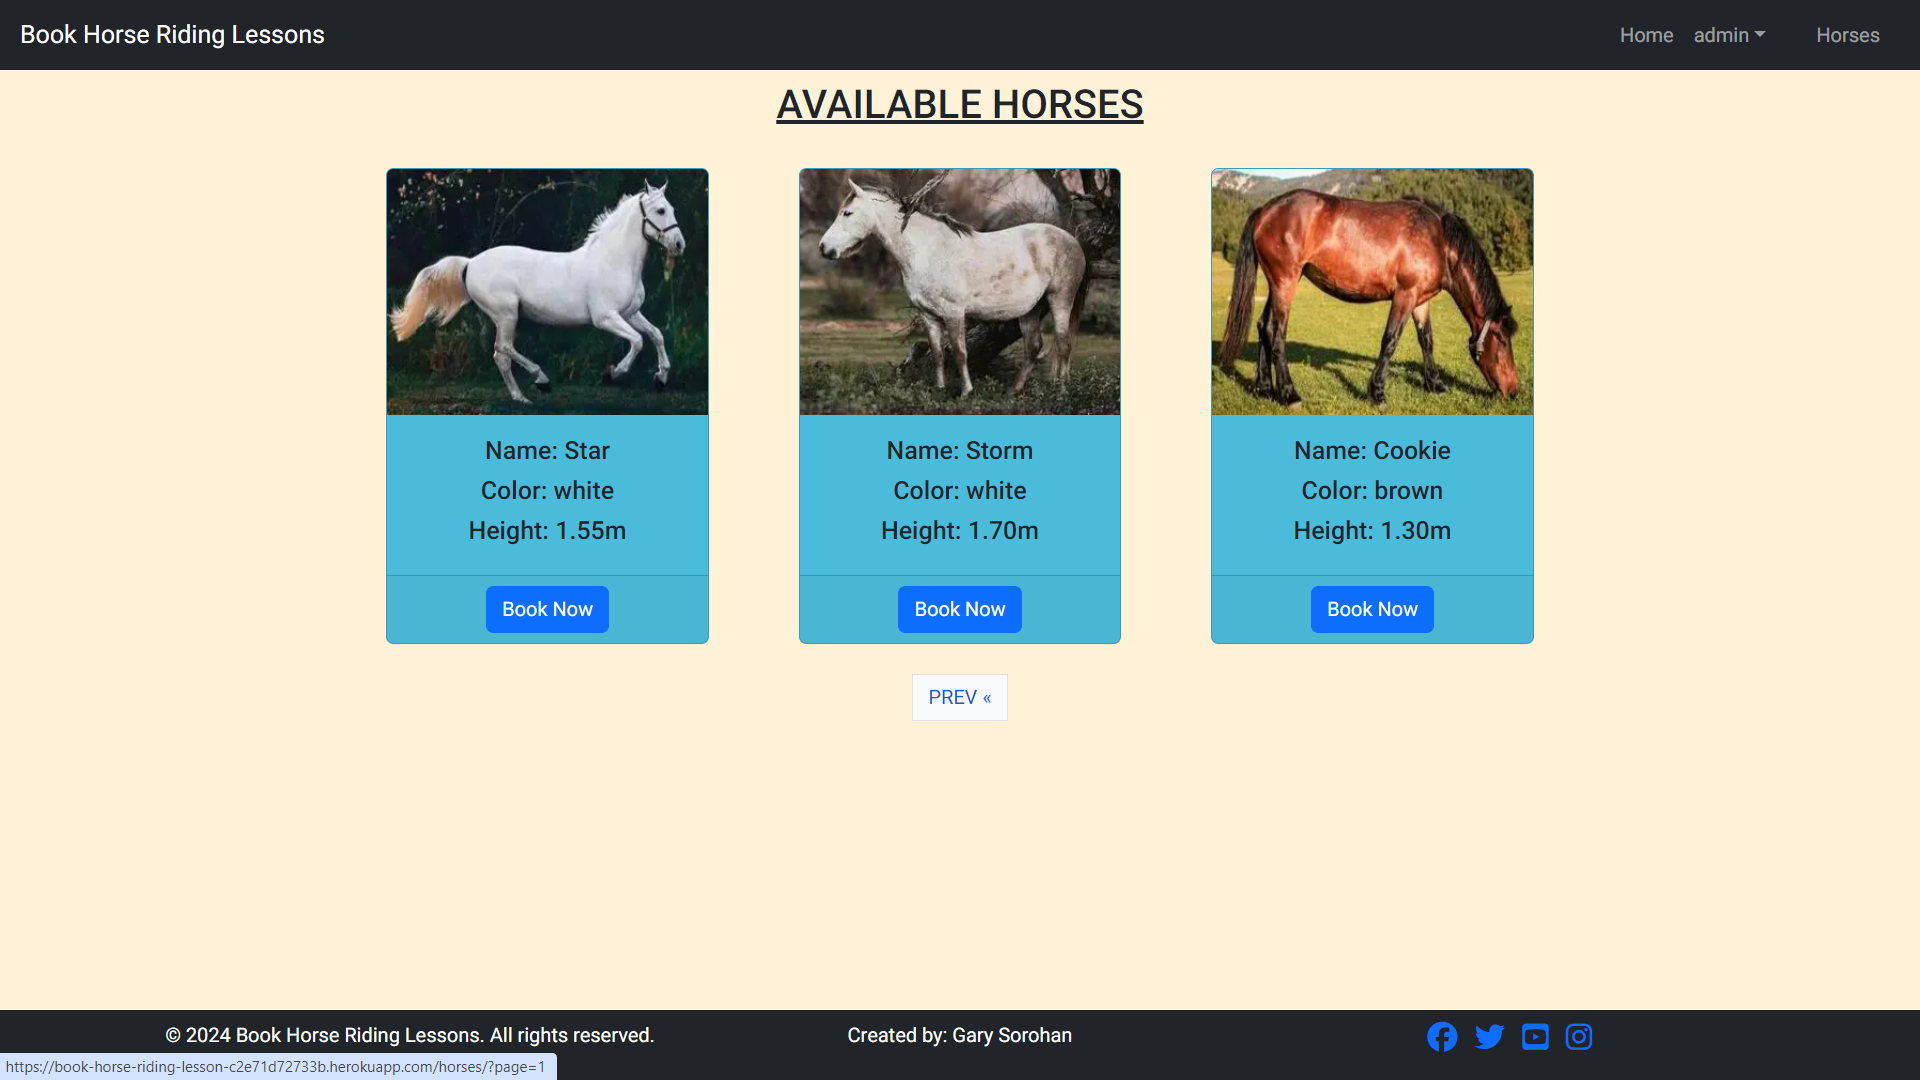 Book Horse Riding Lessons
Home admin Horses
AVAILABLE HORSES
Name: Star
Color: white
Height: 1.55m
Book Now
Name: Storm
Color: white
Height: 1.70m
Book Now
Name: Cookie
Color: brown
Height: 1.30m
Book Now
PREV «
© 2024 Book Horse Riding Lessons. All rights reserved.
Created by: Gary Sorohan
https://book-horse-riding-lesson-c2e71d72733b.herokuapp.com/horses/?page=1